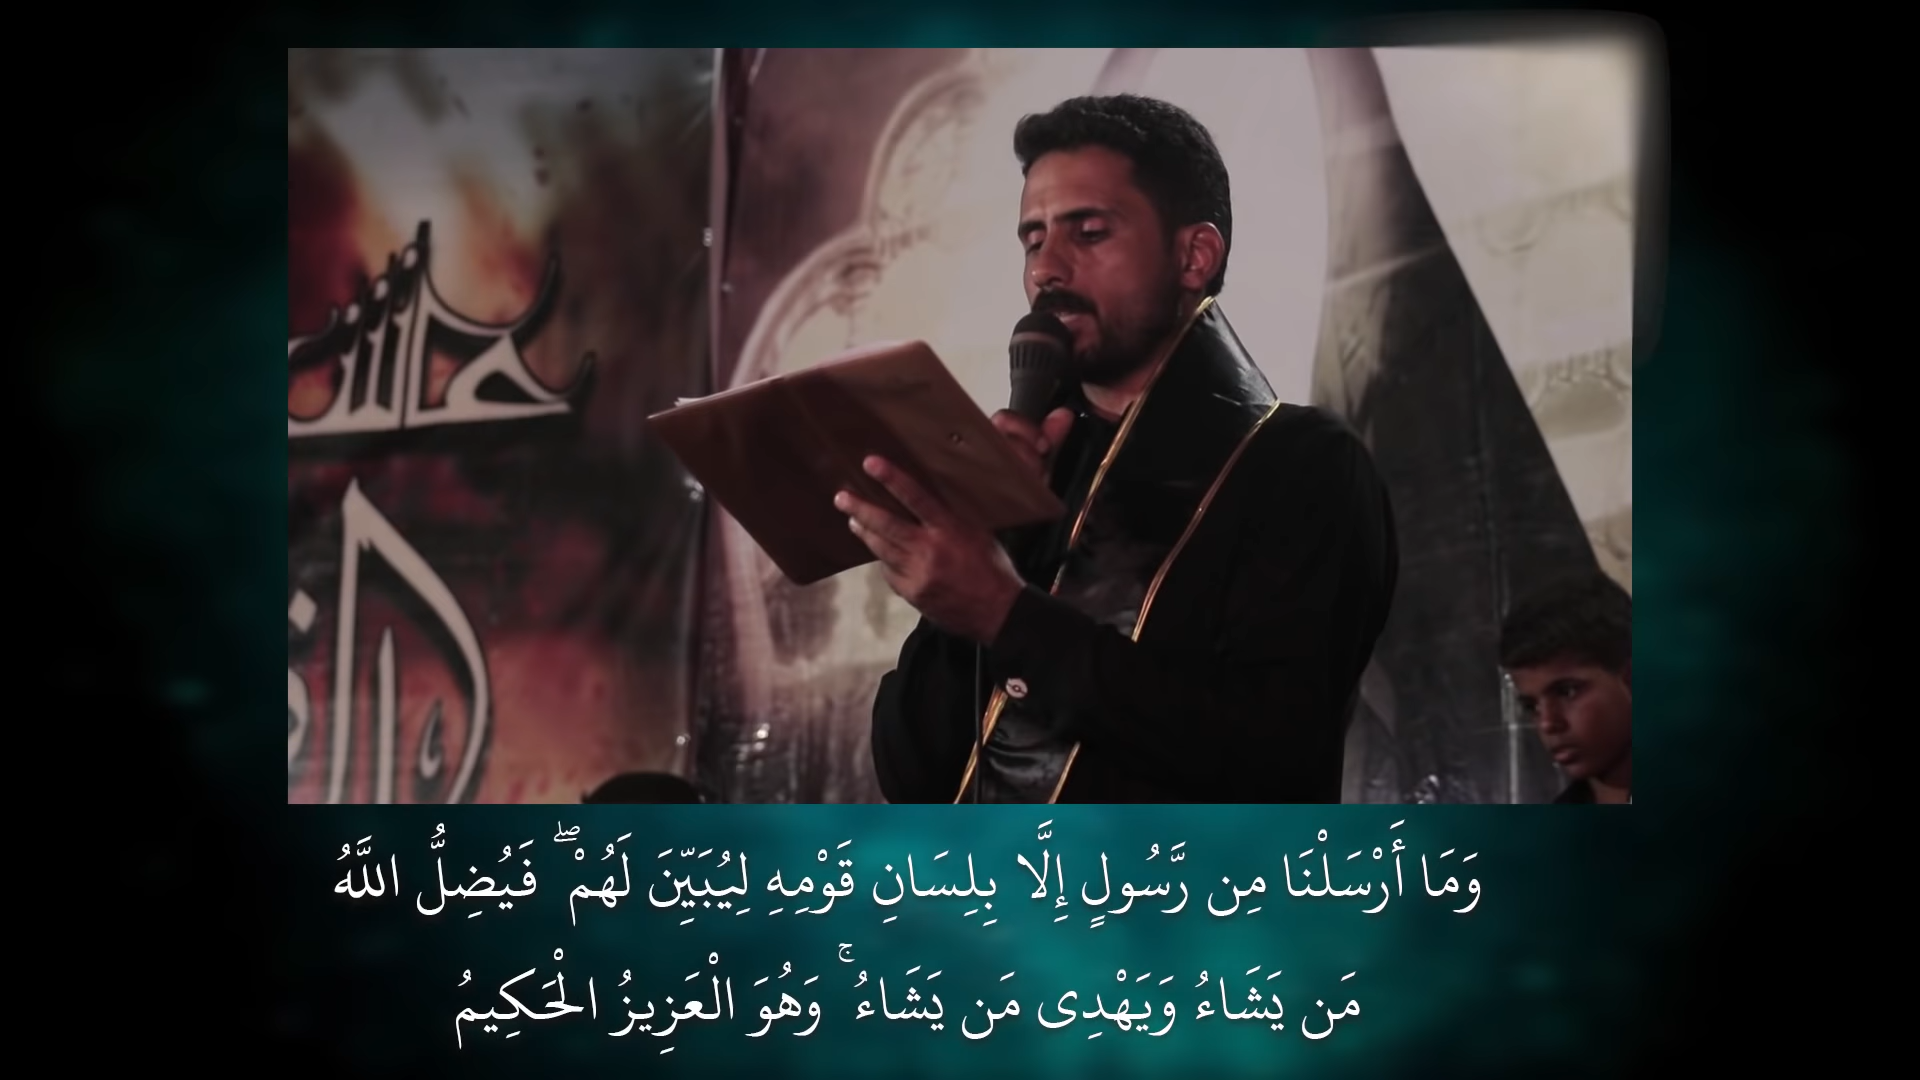 وَمَا أَرْسَلْنَا مِن رَّسُولٍ إِلَّا بِلِسَانِ قَوْمِهِ لِيُبَيِّنَ لَهُمْ ۖ فَيُضِلُّ اللَّهُ
مَن يَشَاءُ وَيَهْدِى مَن يَشَاءُ ۚ وَهُوَ الْعَزِيزُ الْحَكِيمُ